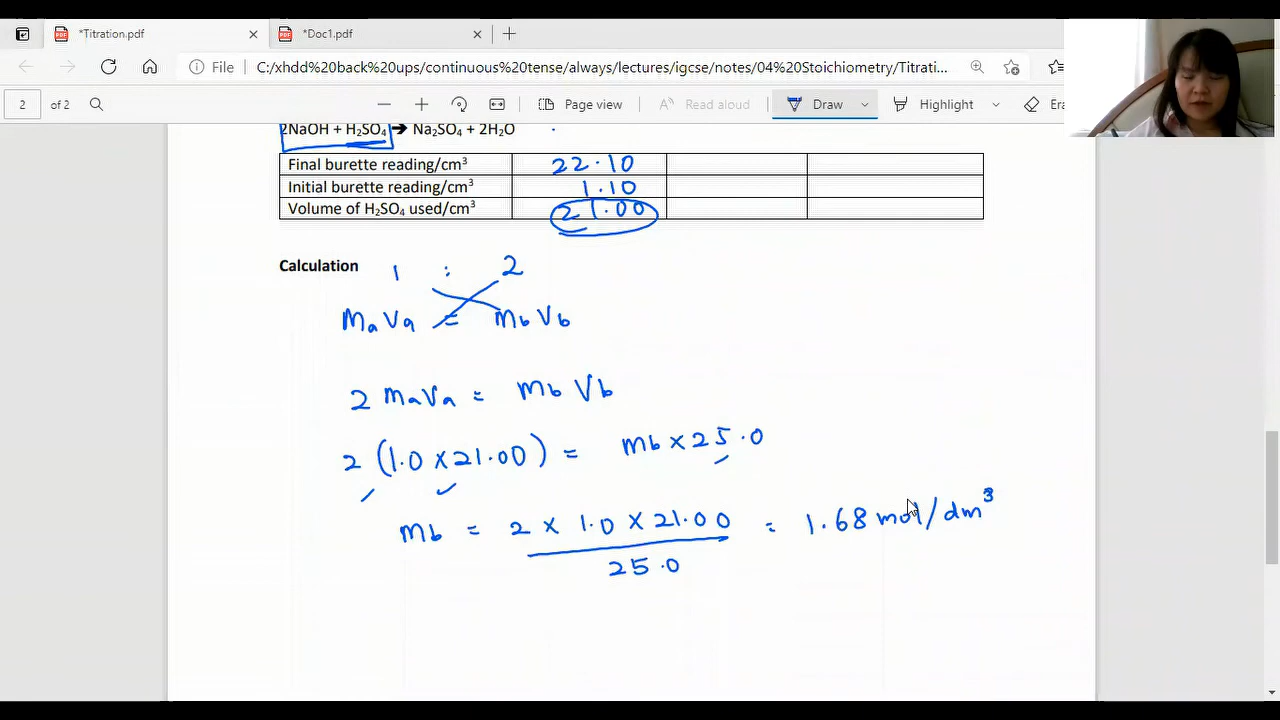 *Titration.pdf
*Doc1.pdf
File C:/xhdd%20back%20ups/continuous%20tense/always/lectures/igcse/notes/04%20Stoichiometry/Titrati...
2 of 2 Page view Read aloud Draw Highlight Era
2NaOH + H₂SO₄ → Na₂SO₄ + 2H₂O
Final burette reading/cm³ 22.10
Initial burette reading/cm³ 1.10
Volume of H₂SO₄ used/cm³ 21.00
Calculation 1 : 2
MaVa = MbVb
2 MaVa = MbVb
2 (1.0 × 21.00) = Mb × 25.0
Mb = 2 × 1.0 × 21.00 = 1.68 mol/dm³
25.0